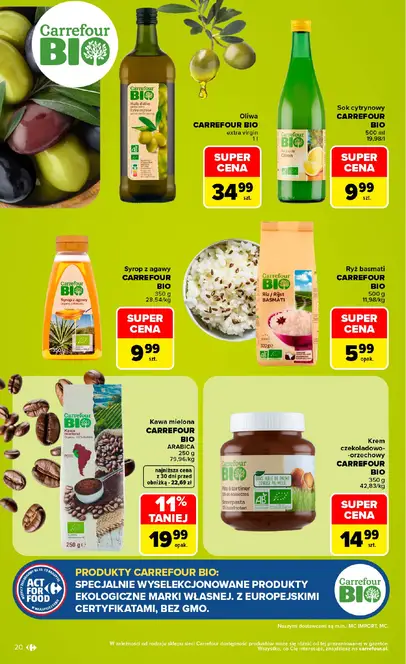 Carrefour
BIO
Oliwa
CARREFOUR BIO
extra virgin
1 l
SUPER
CENA
34 99
szt.
Sok cytrynowy
CARREFOUR
BIO
500 ml
19,98/l
SUPER
CENA
9 99
szt.
Syrop z agawy
CARREFOUR
BIO
350 g
28,54/kg
SUPER
CENA
9 99
szt.
Ryż basmati
CARREFOUR
BIO
500 g
11,98/kg
SUPER
CENA
5 99
opak.
Kawa mielona
CARREFOUR
BIO
ARABICA
250 g
79,96/kg
najniższa cena
z 30 dni przed
obniżką - 22,69 zł
11%
TANIEJ
19 99
opak.
Krem
czekoladowo-
-orzechowy
CARREFOUR
BIO
350 g
42,83/kg
14 99
szt.
ACT
FOR
FOOD
PRODUKTY CARREFOUR BIO:
SPECJALNIE WYSELEKCJONOWANE PRODUKTY
EKOLOGICZNE MARKI WŁASNEJ. Z EUROPEJSKIMI
CERTYFIKATAMI, BEZ GMO.
Carrefour
BIO
20